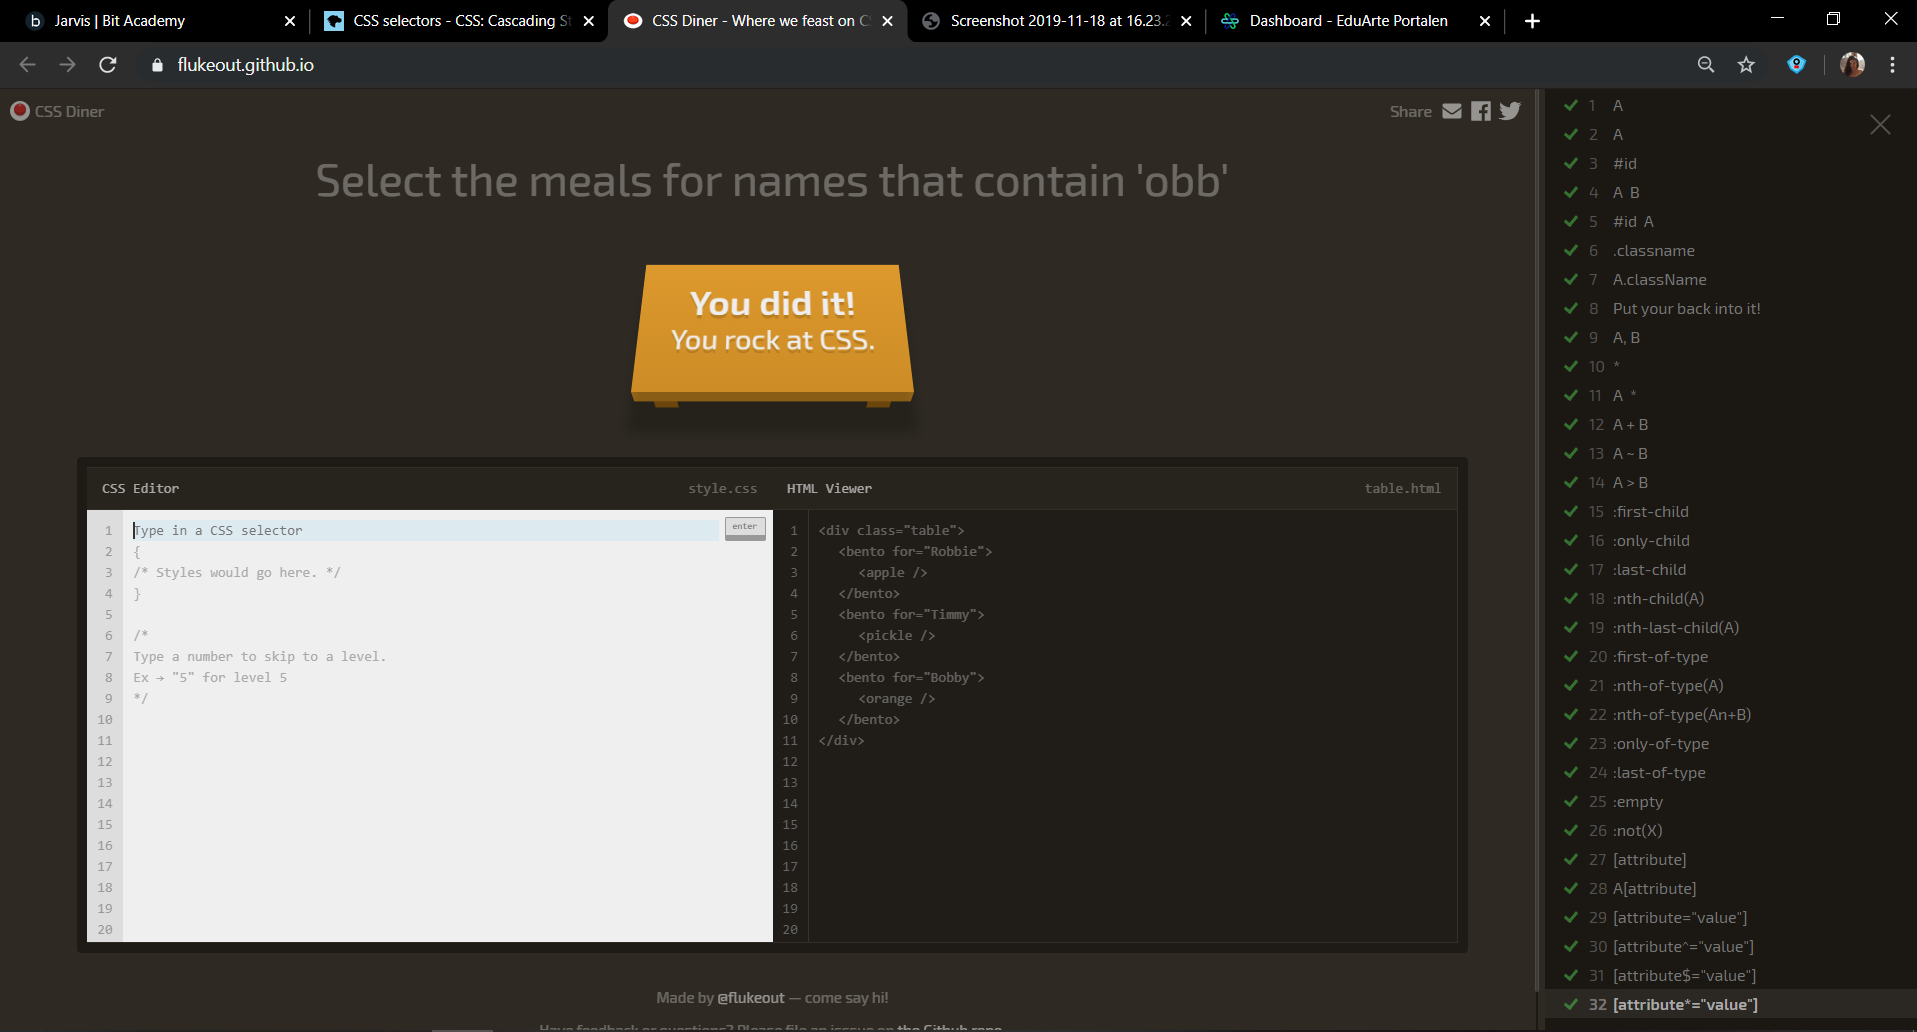 Jarvis | Bit Academy
CSS selectors - CSS: Cascading St
CSS Diner - Where we feast on CS
Screenshot 2019-11-18 at 16.23.2
Dashboard - EduArte Portalen
flukeout.github.io
CSS Diner
Share
Select the meals for names that contain 'obb'
You did it!
You rock at CSS.
CSS Editor style.css
1 Type in a CSS selector enter
2 {
3 /* Styles would go here. */
4 }
5
6 /*
7 Type a number to skip to a level.
8 Ex → "5" for level 5
9 */
10
11
12
13
14
15
16
17
18
19
20
HTML Viewer table.html
1 <div class="table">
2 <bento for="Robbie">
3 <apple />
4 </bento>
5 <bento for="Timmy">
6 <pickle />
7 </bento>
8 <bento for="Bobby">
9 <orange />
10 </bento>
11 </div>
12
13
14
15
16
17
18
19
20
Made by @flukeout — come say hi!
Have feedback or questions? Please file an isssue on the Github repo
1 A
2 A
3 #id
4 A B
5 #id A
6 .classname
7 A.className
8 Put your back into it!
9 A, B
10 *
11 A *
12 A + B
13 A ~ B
14 A > B
15 :first-child
16 :only-child
17 :last-child
18 :nth-child(A)
19 :nth-last-child(A)
20 :first-of-type
21 :nth-of-type(A)
22 :nth-of-type(An+B)
23 :only-of-type
24 :last-of-type
25 :empty
26 :not(X)
27 [attribute]
28 A[attribute]
29 [attribute="value"]
30 [attribute^="value"]
31 [attribute$="value"]
32 [attribute*="value"]